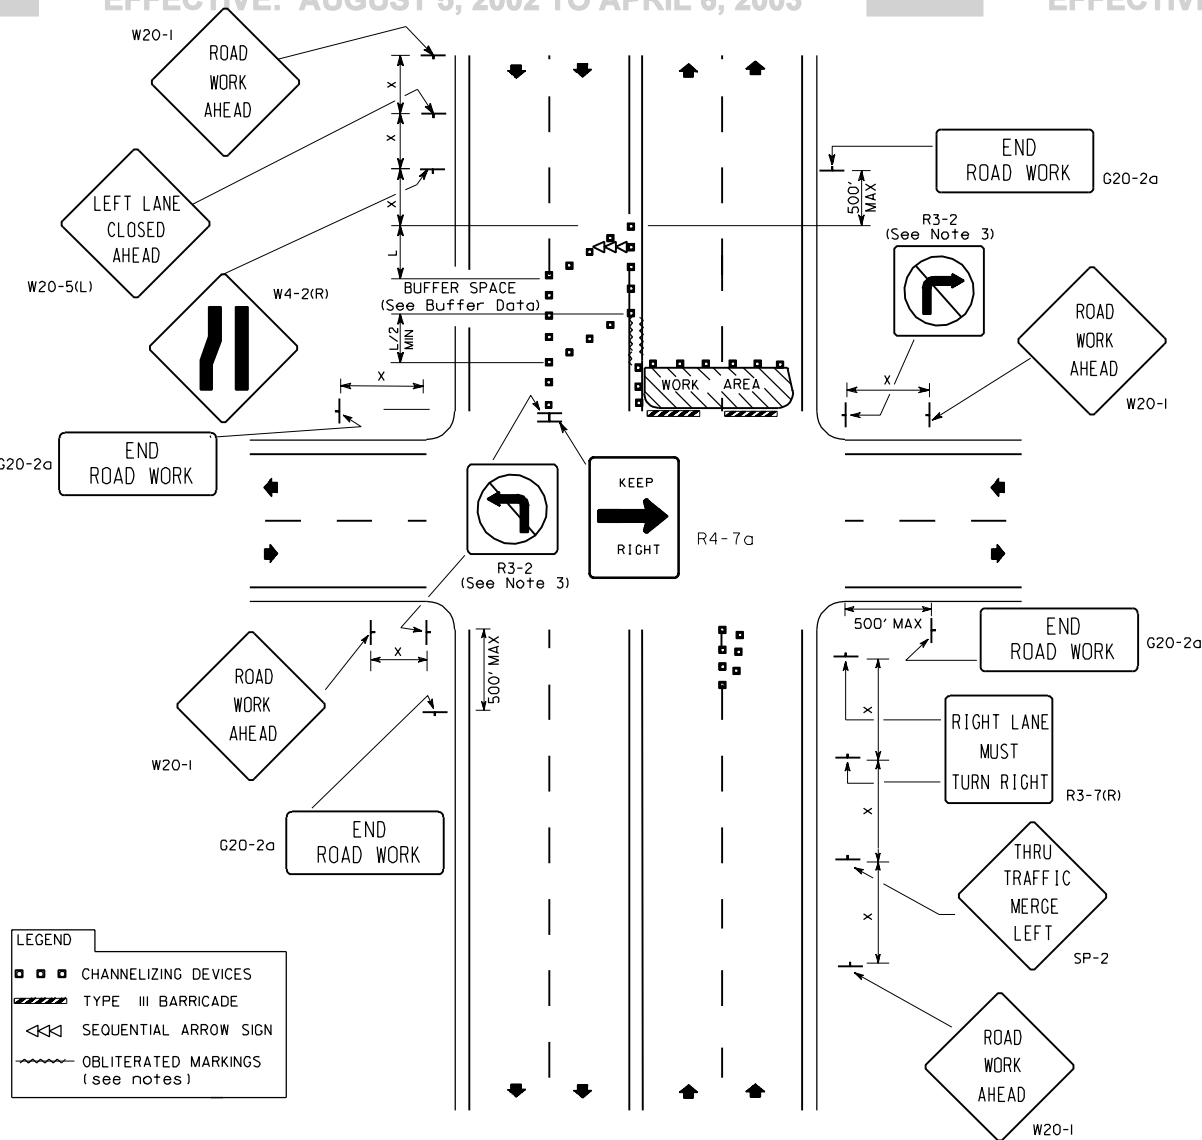 EFFECTIVE: AUGUST 5, 2002 TO APRIL 6, 2003
EFFECTIVE
W20-1
ROAD
WORK
AHEAD
X
X
X
LEFT LANE
CLOSED
AHEAD
W20-5(L)
W4-2(R)
L
BUFFER SPACE
(See Buffer Data)
L/2
MIN
X
END
ROAD WORK
G20-2a
END
ROAD WORK
G20-2a
500' MAX
R3-2
(See Note 3)
ROAD
WORK
AHEAD
W20-1
X
WORK AREA
KEEP
RIGHT
R4-7a
R3-2
(See Note 3)
X
500' MAX
ROAD
WORK
AHEAD
W20-1
END
ROAD WORK
G20-2a
500' MAX
END
ROAD WORK
G20-2a
X
X
X
RIGHT LANE
MUST
TURN RIGHT
R3-7(R)
THRU
TRAFFIC
MERGE
LEFT
SP-2
ROAD
WORK
AHEAD
W20-1
LEGEND
CHANNELIZING DEVICES
TYPE III BARRICADE
SEQUENTIAL ARROW SIGN
OBLITERATED MARKINGS
(see notes)